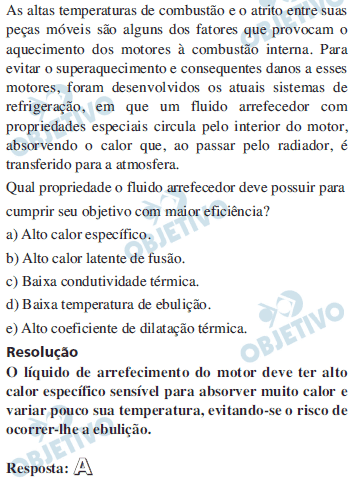 As altas temperaturas de combustão e o atrito entre suas
peças móveis são alguns dos fatores que provocam o
aquecimento dos motores à combustão interna. Para
evitar o superaquecimento e consequentes danos a esses
motores, foram desenvolvidos os atuais sistemas de
refrigeração, em que um fluido arrefecedor com
propriedades especiais circula pelo interior do motor,
absorvendo o calor que, ao passar pelo radiador, é
transferido para a atmosfera.
Qual propriedade o fluido arrefecedor deve possuir para
cumprir seu objetivo com maior eficiência?
a) Alto calor específico.
b) Alto calor latente de fusão.
c) Baixa condutividade térmica.
d) Baixa temperatura de ebulição.
e) Alto coeficiente de dilatação térmica.
Resolução
O líquido de arrefecimento do motor deve ter alto
calor específico sensível para absorver muito calor e
variar pouco sua temperatura, evitando-se o risco de
ocorrer-lhe a ebulição.
Resposta: A
OBJETIVO
OBJETIVO
OBJETIVO
OBJETIVO
OBJETIVO
OBJETIVO